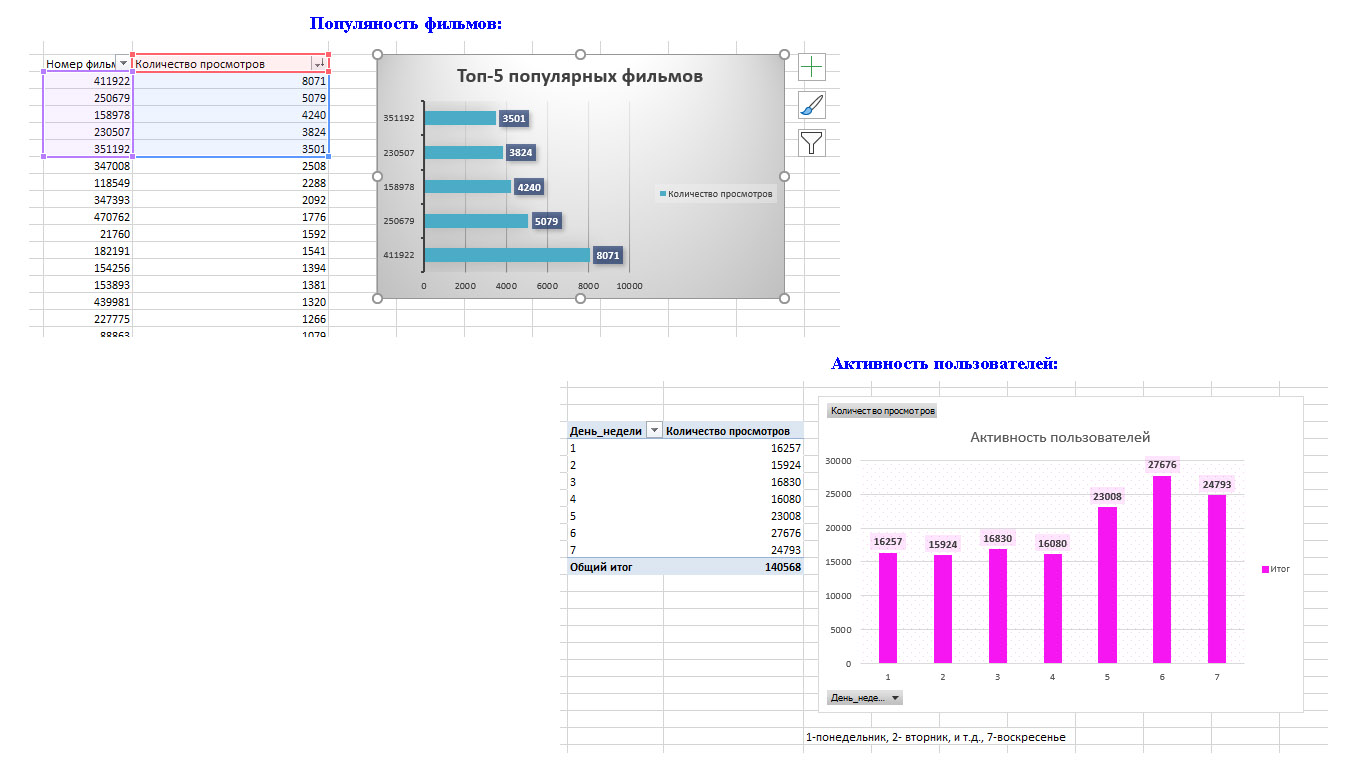 Популяность фильмов:
Номер филь
Количество просмотров
411922 8071
250679 5079
158978 4240
230507 3824
351192 3501
347008 2508
118549 2288
347393 2092
470762 1776
21760 1592
182191 1541
154256 1394
153893 1381
439981 1320
227775 1266
88863 1079
Топ-5 популярных фильмов
351192 3501
230507 3824
158978 4240
250679 5079
411922 8071
0 2000 4000 6000 8000 10000
Количество просмотров
Активность пользователей:
День_недели Количество просмотров
1 16257
2 15924
3 16830
4 16080
5 23008
6 27676
7 24793
Общий итог 140568
Количество просмотров
Активность пользователей
30000
25000
20000
15000
10000
5000
0
16257 15924 16830 16080 23008 27676 24793
1 2 3 4 5 6 7
Итог
День_неде...
1-понедельник, 2- вторник, и т.д., 7-воскресенье